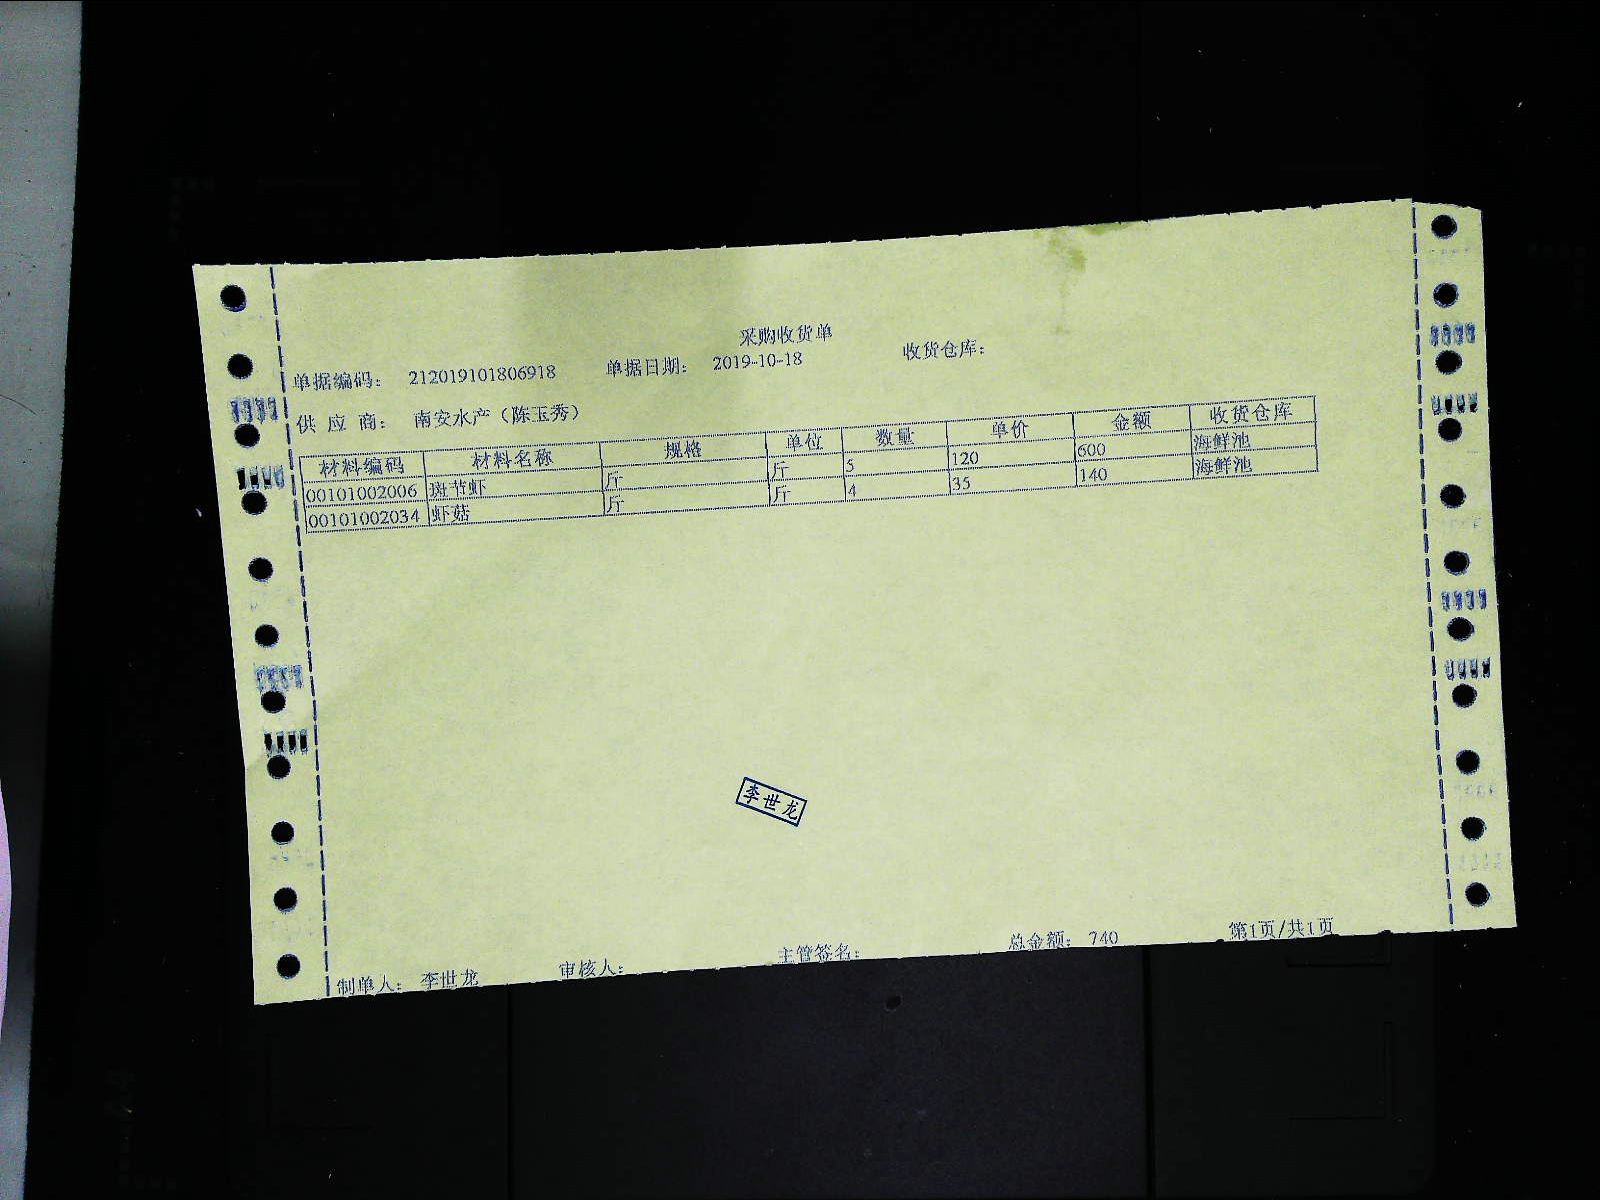 采购收货单
单据编码： 212019101806918 单据日期： 2019-10-18 收货仓库：
供 应 商： 南安水产（陈玉秀）
材料编码 材料名称 规格 单位 数量 单价 金额 收货仓库
00101002006 斑节虾 斤 斤 5 120 600 海鲜池
00101002034 虾菇 斤 斤 4 35 140 海鲜池
李世龙
制单人： 李世龙 审核人： 主管签名： 总金额： 740 第1页/共1页